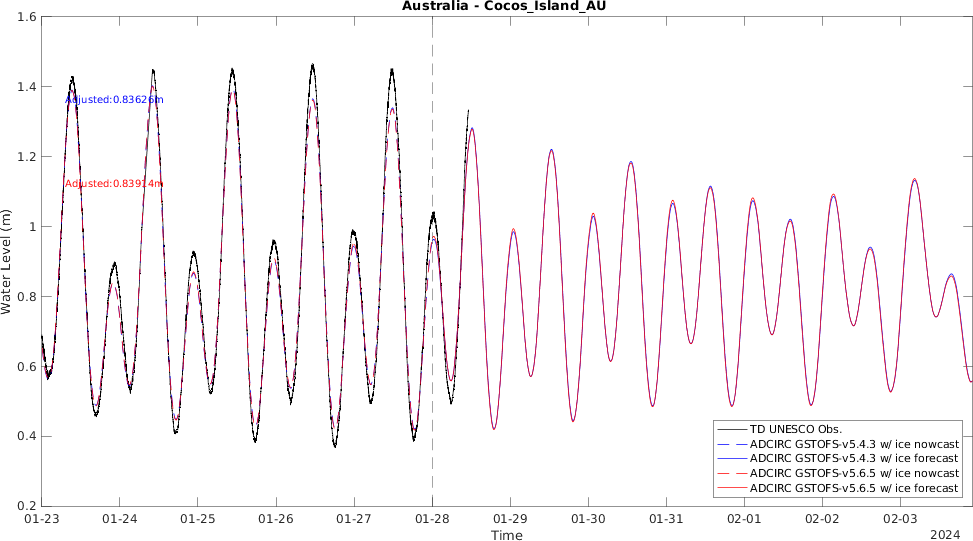 Australia - Cocos_Island_AU
Water Level (m)
1.6
1.4
1.2
1
0.8
0.6
0.4
0.2
Adjusted:0.83626m
Adjusted:0.83914m
TD UNESCO Obs.
ADCIRC GSTOFS-v5.4.3 w/ ice nowcast
ADCIRC GSTOFS-v5.4.3 w/ ice forecast
ADCIRC GSTOFS-v5.6.5 w/ ice nowcast
ADCIRC GSTOFS-v5.6.5 w/ ice forecast
01-23 01-24 01-25 01-26 01-27 01-28 01-29 01-30 01-31 02-01 02-02 02-03
Time
2024